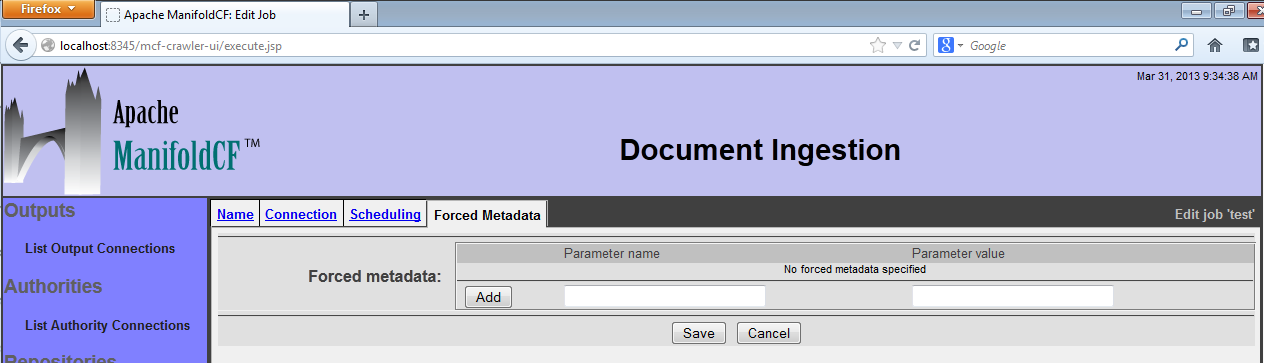 Firefox
Apache ManifoldCF: Edit Job
localhost:8345/mcf-crawler-ui/execute.jsp
Google
Mar 31, 2013 9:34:38 AM
Apache
ManifoldCF™
Document Ingestion
Outputs
Name Connection Scheduling Forced Metadata Edit job 'test'
List Output Connections
Parameter name Parameter value
No forced metadata specified
Forced metadata:
Authorities
Add
List Authority Connections
Save Cancel
Repositories